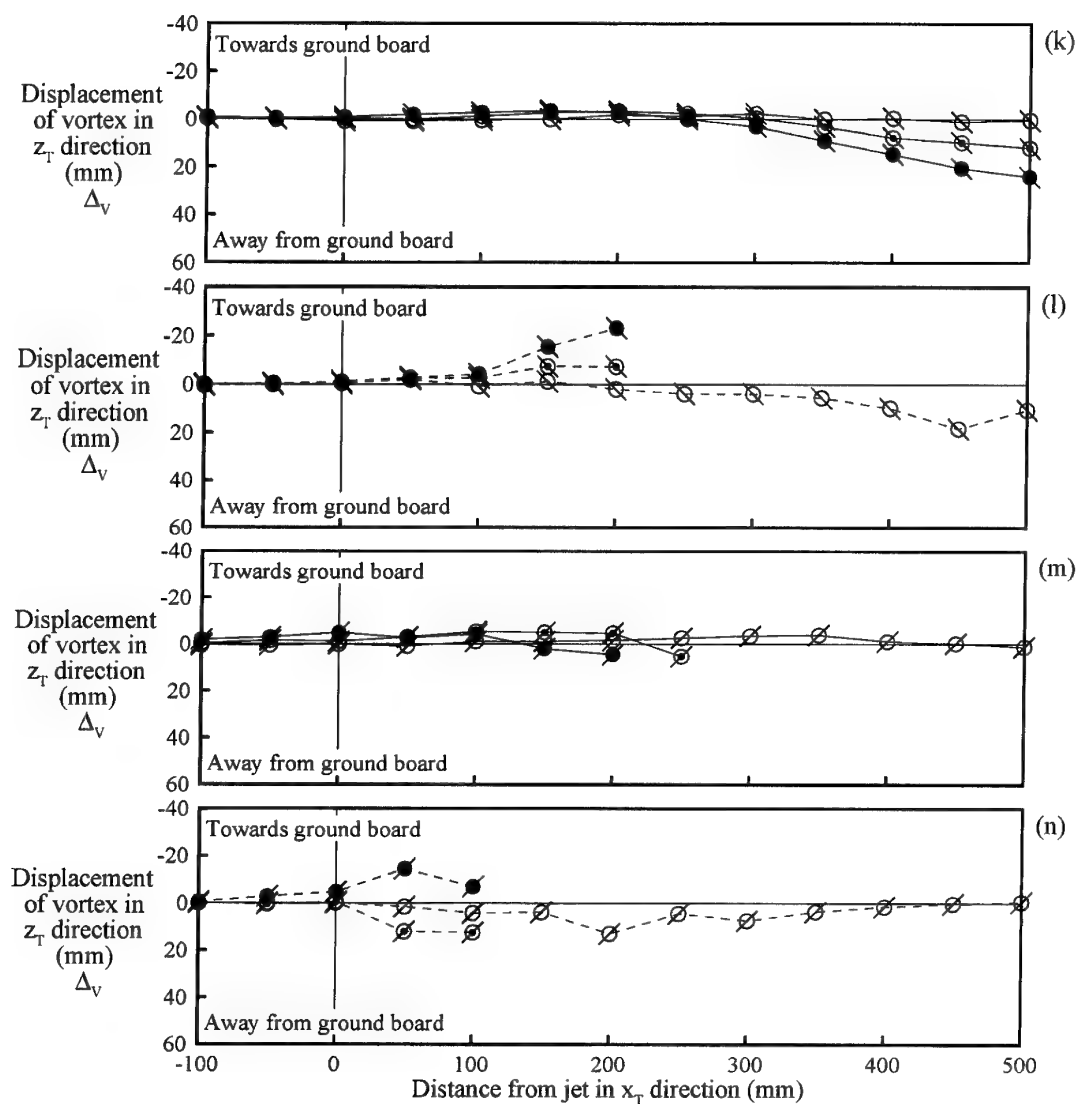 (k)
-40
Towards ground board
-20
Displacement
of vortex in
z_T direction
(mm)
Δ_V
0
20
40
Away from ground board
60
(l)
-40
Towards ground board
-20
Displacement
of vortex in
z_T direction
(mm)
Δ_V
0
20
40
Away from ground board
60
(m)
-40
Towards ground board
-20
Displacement
of vortex in
z_T direction
(mm)
Δ_V
0
20
40
Away from ground board
60
(n)
-40
Towards ground board
-20
Displacement
of vortex in
z_T direction
(mm)
Δ_V
0
20
40
Away from ground board
60
-100 0 100 200 300 400 500
Distance from jet in x_T direction (mm)